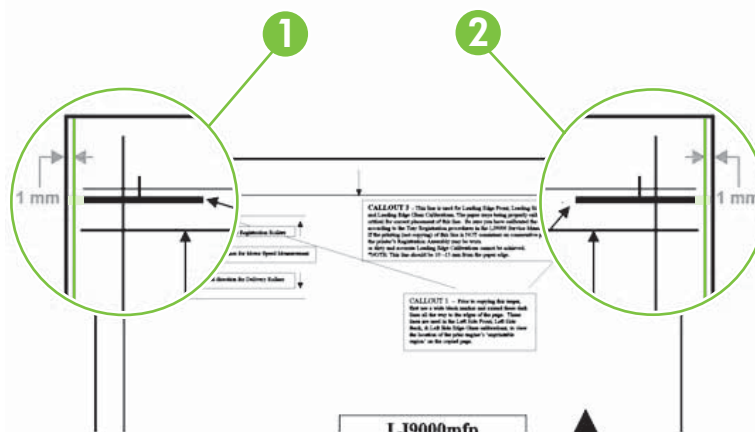 1
2
1 mm
1 mm
CALLOUT 3 – This line is used for Leading Edge Front, Leading
and Leading Edge Glass Calibrations. The paper trays being properly
critical for correct placement of this line. Be sure you have calibrated the
according to the Tray Registration procedures in the LJ9000 Service
If the printing (not copying) of this line is NOT consistent on consecutive
the printer's Registration Assembly may be worn
or dirty and accurate Leading Edge Calibrations cannot be achieved.
*NOTE: This line should be 15 – 17 mm from the paper edge.
Registration Rollers
for Motor Speed Measurement
direction for Delivery Rollers
CALLOUT 1 – Prior to copying this target,
first use a wide black marker and extend these dark
lines all the way to the edges of the page. These
lines are used in the Left Side Front, Left Side
Back, & Left Side Edge Glass calibrations, to view
the location of the print engine's 'unprintable
region' on the copied page.
LJ9000mfp